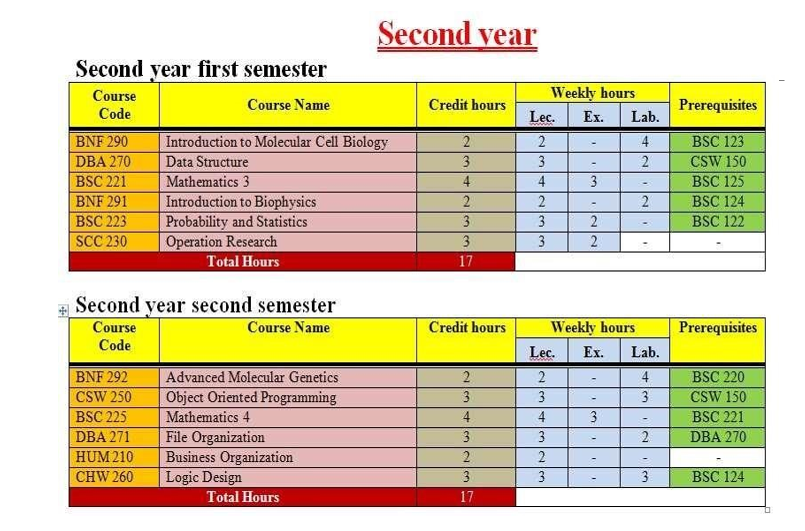 Second year
Second year first semester
Course Code Course Name Credit hours Weekly hours Prerequisites
Lec. Ex. Lab.
BNF 290 Introduction to Molecular Cell Biology 2 2 - 4 BSC 123
DBA 270 Data Structure 3 3 - 2 CSW 150
BSC 221 Mathematics 3 4 4 3 - BSC 125
BNF 291 Introduction to Biophysics 2 2 - 2 BSC 124
BSC 223 Probability and Statistics 3 3 2 - BSC 122
SCC 230 Operation Research 3 3 2 - -
Total Hours 17
Second year second semester
Course Code Course Name Credit hours Weekly hours Prerequisites
Lec. Ex. Lab.
BNF 292 Advanced Molecular Genetics 2 2 - 4 BSC 220
CSW 250 Object Oriented Programming 3 3 - 3 CSW 150
BSC 225 Mathematics 4 4 4 3 - BSC 221
DBA 271 File Organization 3 3 - 2 DBA 270
HUM 210 Business Organization 2 2 - - -
CHW 260 Logic Design 3 3 - 3 BSC 124
Total Hours 17